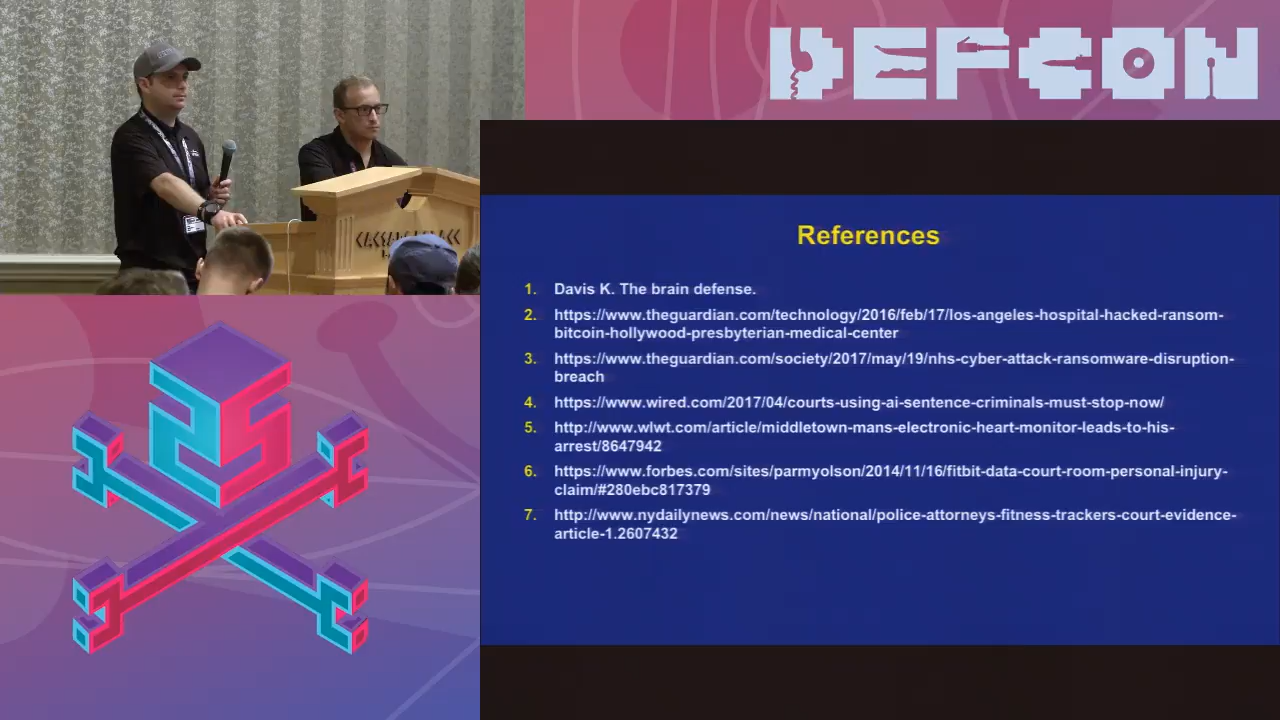 DEFCON
CAESARS PALACE
References
1. Davis K. The brain defense.
2. https://www.theguardian.com/technology/2016/feb/17/los-angeles-hospital-hacked-ransom-
bitcoin-hollywood-presbyterian-medical-center
3. https://www.theguardian.com/society/2017/may/19/nhs-cyber-attack-ransomware-disruption-
breach
4. https://www.wired.com/2017/04/courts-using-ai-sentence-criminals-must-stop-now/
5. http://www.wlwt.com/article/middletown-mans-electronic-heart-monitor-leads-to-his-
arrest/8647942
6. https://www.forbes.com/sites/parmyolson/2014/11/16/fitbit-data-court-room-personal-injury-
claim/#280ebc817379
7. http://www.nydailynews.com/news/national/police-attorneys-fitness-trackers-court-evidence-
article-1.2607432